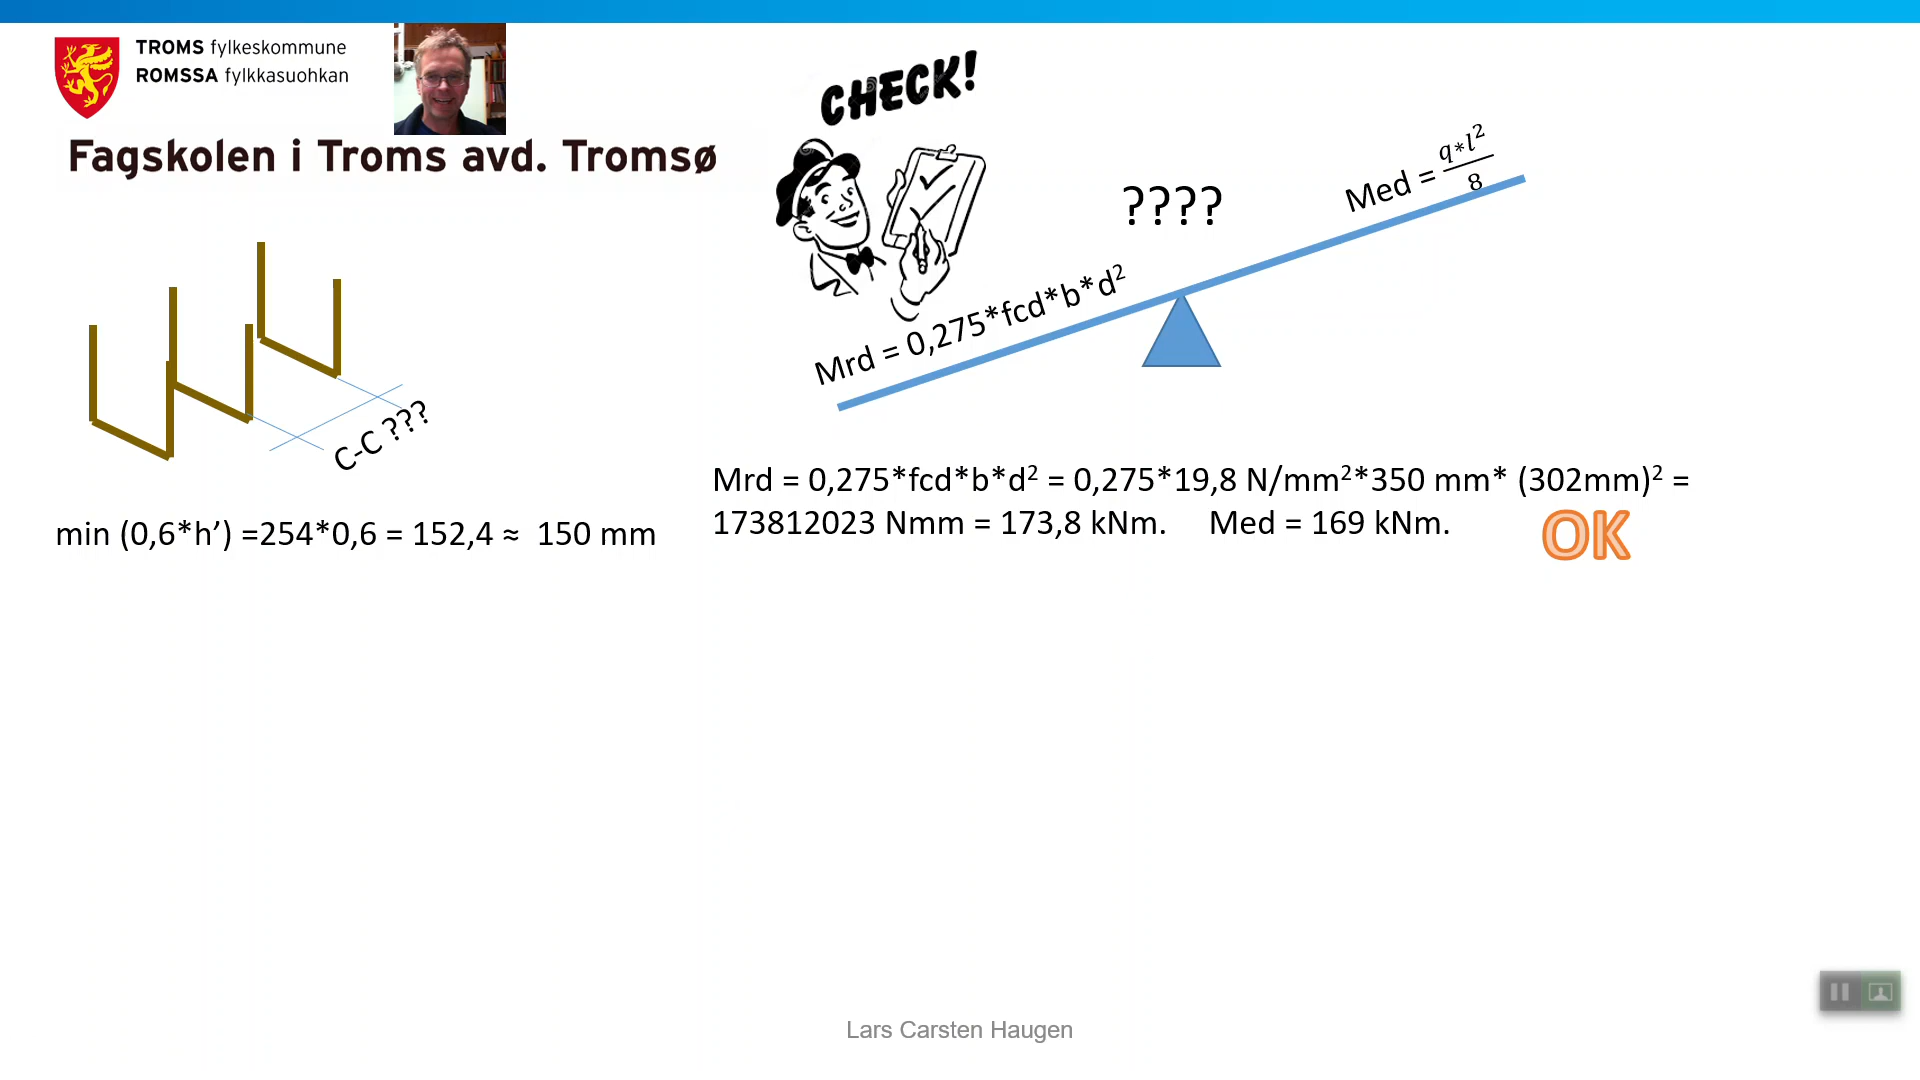 TROMS fylkeskommune
ROMSSA fylkkasuohkan
Fagskolen i Troms avd. Tromsø
CHECK!
????
Med = q*l² / 8
Mrd = 0,275*fcd*b*d²
C-C ???
min (0,6*h’) =254*0,6 = 152,4 ≈ 150 mm
Mrd = 0,275*fcd*b*d² = 0,275*19,8 N/mm²*350 mm* (302mm)² =
173812023 Nmm = 173,8 kNm. Med = 169 kNm.
OK
Lars Carsten Haugen